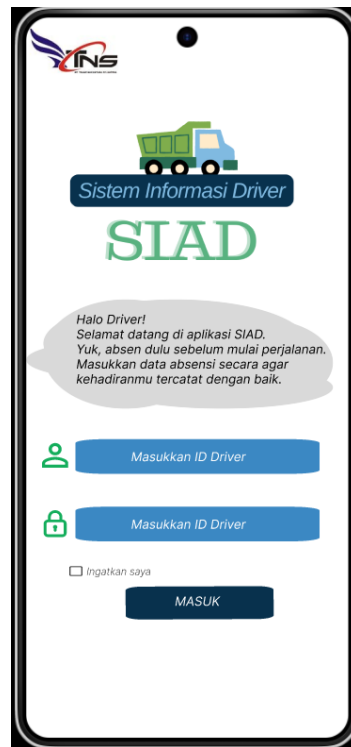 TNS
Sistem Informasi Driver
SIAD
Halo Driver!
Selamat datang di aplikasi SIAD.
Yuk, absen dulu sebelum mulai perjalanan.
Masukkan data absensi secara agar
kehadiranmu tercatat dengan baik.
Masukkan ID Driver
Masukkan ID Driver
Ingatkan saya
MASUK